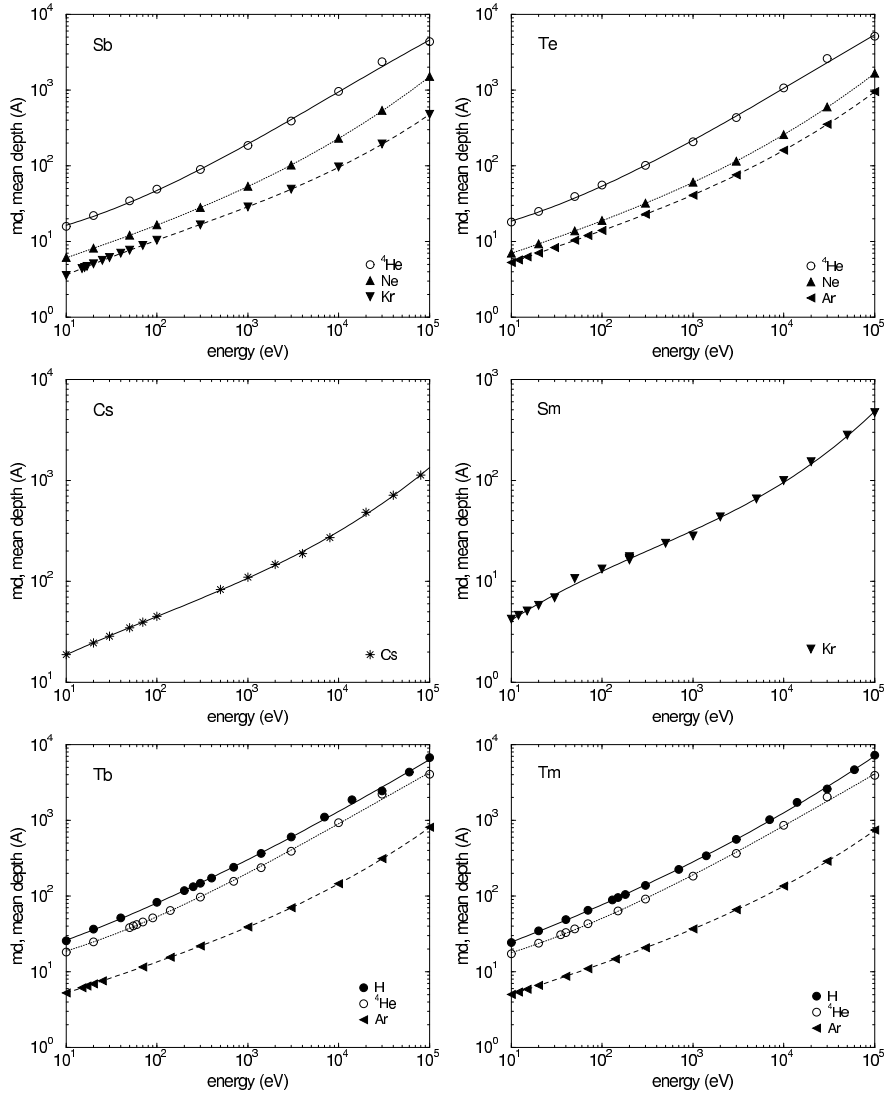 Sb
md, mean depth (A)
10⁴
10³
10²
10¹
10⁰
⁴He
Ne
Kr
10¹ 10² 10³ 10⁴ 10⁵
energy (eV)
Te
md, mean depth (A)
10⁴
10³
10²
10¹
10⁰
⁴He
Ne
Ar
10¹ 10² 10³ 10⁴ 10⁵
energy (eV)
Cs
md, mean depth (A)
10⁴
10³
10²
10¹
Cs
10¹ 10² 10³ 10⁴ 10⁵
energy (eV)
Sm
md, mean depth (A)
10³
10²
10¹
10⁰
Kr
10¹ 10² 10³ 10⁴ 10⁵
energy (eV)
Tb
md, mean depth (A)
10⁴
10³
10²
10¹
10⁰
H
⁴He
Ar
10¹ 10² 10³ 10⁴ 10⁵
energy (eV)
Tm
md, mean depth (A)
10⁴
10³
10²
10¹
10⁰
H
⁴He
Ar
10¹ 10² 10³ 10⁴ 10⁵
energy (eV)